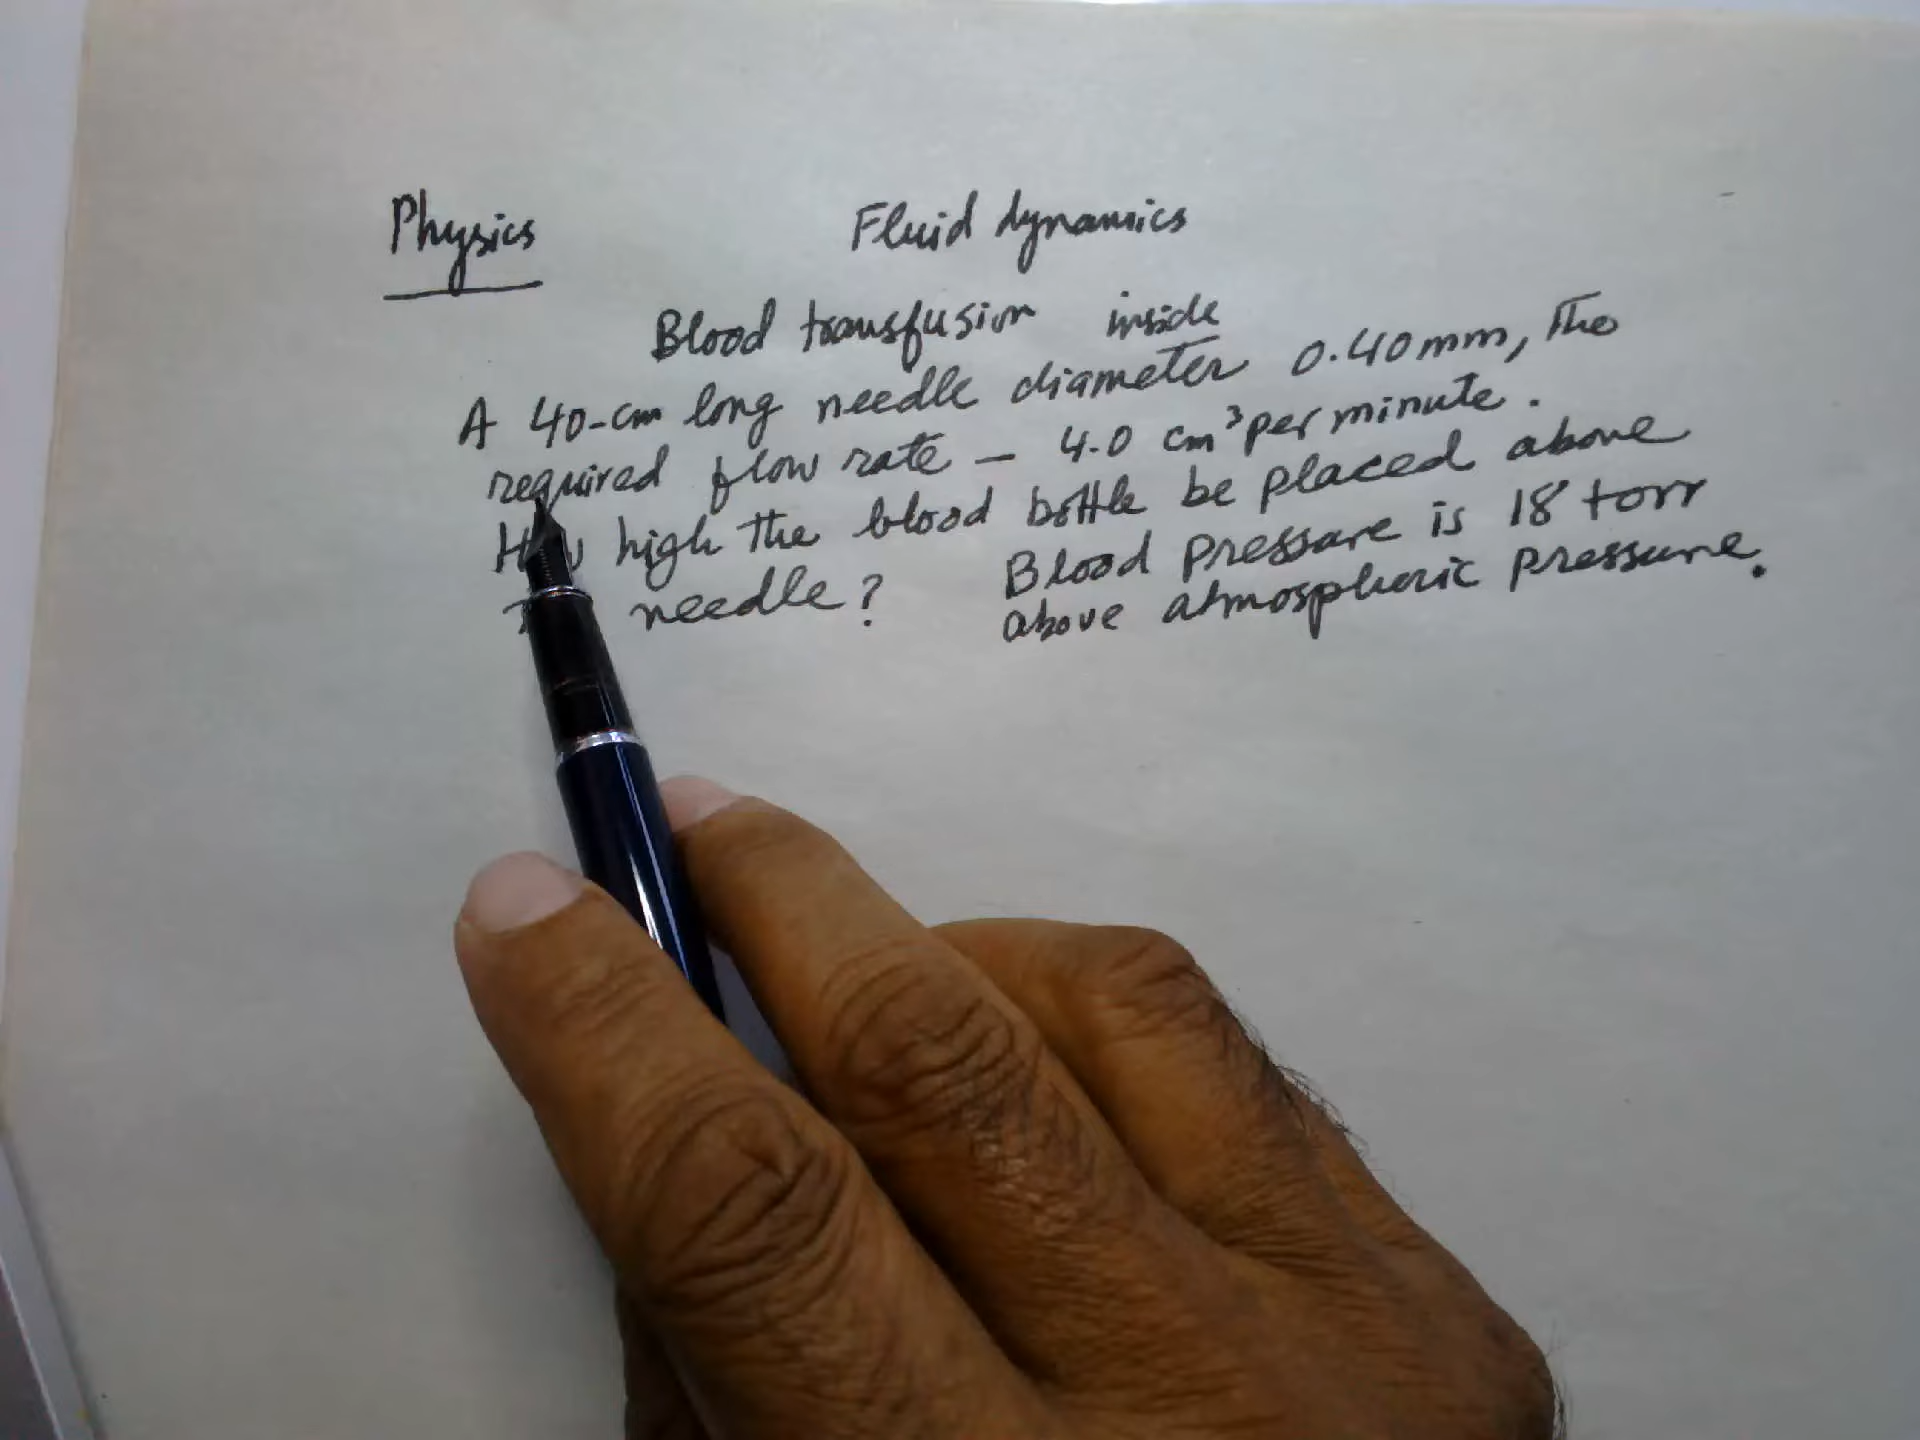 Physics Fluid dynamics
Blood transfusion inside
A 40-cm long needle diameter 0.40mm, The
required flow rate - 4.0 cm³ per minute.
high the blood bottle be placed above
needle? Blood Pressure is 18 torr
above atmospheric pressure.